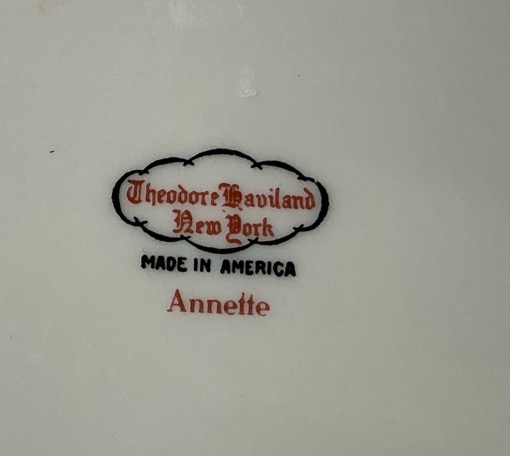 Theodore Haviland
New York
MADE IN AMERICA
Annette